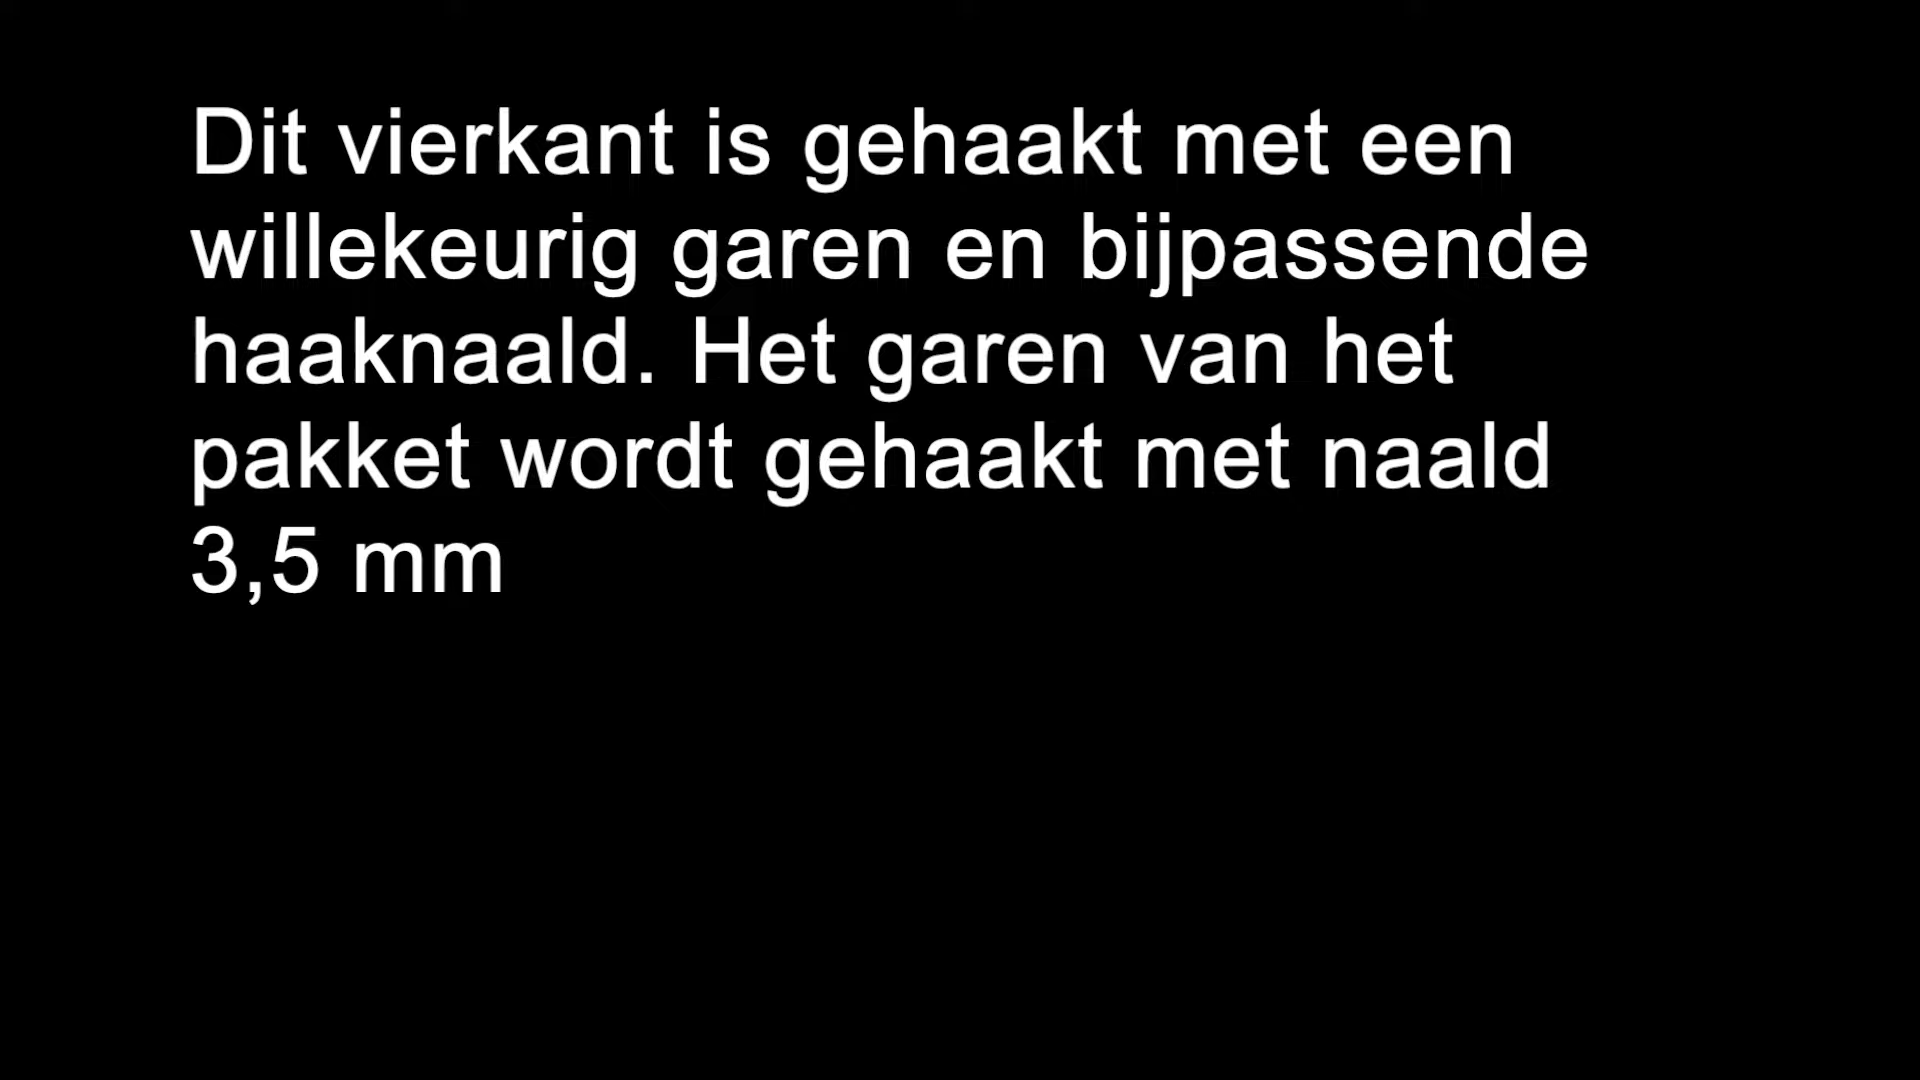 Dit vierkant is gehaakt met een
willekeurig garen en bijpassende
haaknaald. Het garen van het
pakket wordt gehaakt met naald
3,5 mm